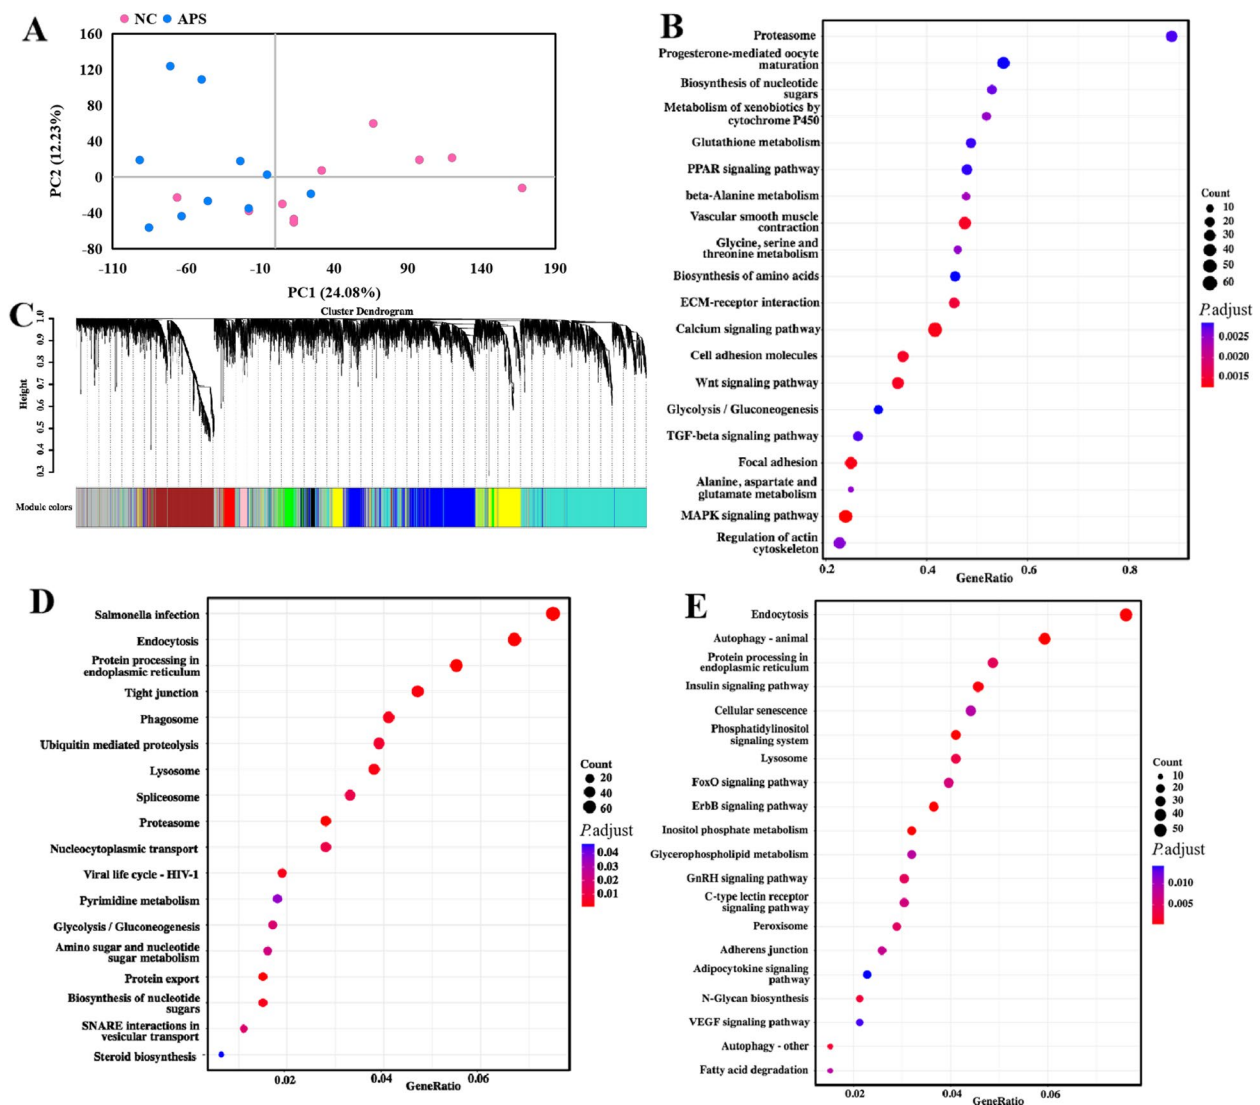 A
NC APS
160
120
80
40
0
-40
-80
PC2 (12.23%)
-110 -60 -10 40 90 140 190
PC1 (24.08%)
B
Proteasome
Progesterone-mediated oocyte
maturation
Biosynthesis of nucleotide
sugars
Metabolism of xenobiotics by
cytochrome P450
Glutathione metabolism
PPAR signaling pathway
beta-Alanine metabolism
Vascular smooth muscle
contraction
Glycine, serine and
threonine metabolism
Biosynthesis of amino acids
ECM-receptor interaction
Calcium signaling pathway
Cell adhesion molecules
Wnt signaling pathway
Glycolysis / Gluconeogenesis
TGF-beta signaling pathway
Focal adhesion
Alanine, aspartate and
glutamate metabolism
MAPK signaling pathway
Regulation of actin
cytoskeleton
0.2 0.4 0.6 0.8
GeneRatio
Count
10
20
30
40
50
60
P.adjust
0.0025
0.0020
0.0015
C
Cluster Dendrogram
Height
1.0
0.9
0.8
0.7
0.6
0.5
0.4
0.3
Module colors
D
Salmonella infection
Endocytosis
Protein processing in
endoplasmic reticulum
Tight junction
Phagosome
Ubiquitin mediated proteolysis
Lysosome
Spliceosome
Proteasome
Nucleocytoplasmic transport
Viral life cycle - HIV-1
Pyrimidine metabolism
Glycolysis / Gluconeogenesis
Amino sugar and nucleotide
sugar metabolism
Protein export
Biosynthesis of nucleotide
sugars
SNARE interactions in
vesicular transport
Steroid biosynthesis
0.02 0.04 0.06
GeneRatio
Count
20
40
60
P.adjust
0.04
0.03
0.02
0.01
E
Endocytosis
Autophagy - animal
Protein processing in
endoplasmic reticulum
Insulin signaling pathway
Cellular senescence
Phosphatidylinositol
signaling system
Lysosome
FoxO signaling pathway
ErbB signaling pathway
Inositol phosphate metabolism
Glycerophospholipid metabolism
GnRH signaling pathway
C-type lectin receptor
signaling pathway
Peroxisome
Adherens junction
Adipocytokine signaling
pathway
N-Glycan biosynthesis
VEGF signaling pathway
Autophagy - other
Fatty acid degradation
0.02 0.04 0.06
GeneRatio
Count
10
20
30
40
50
P.adjust
0.010
0.005